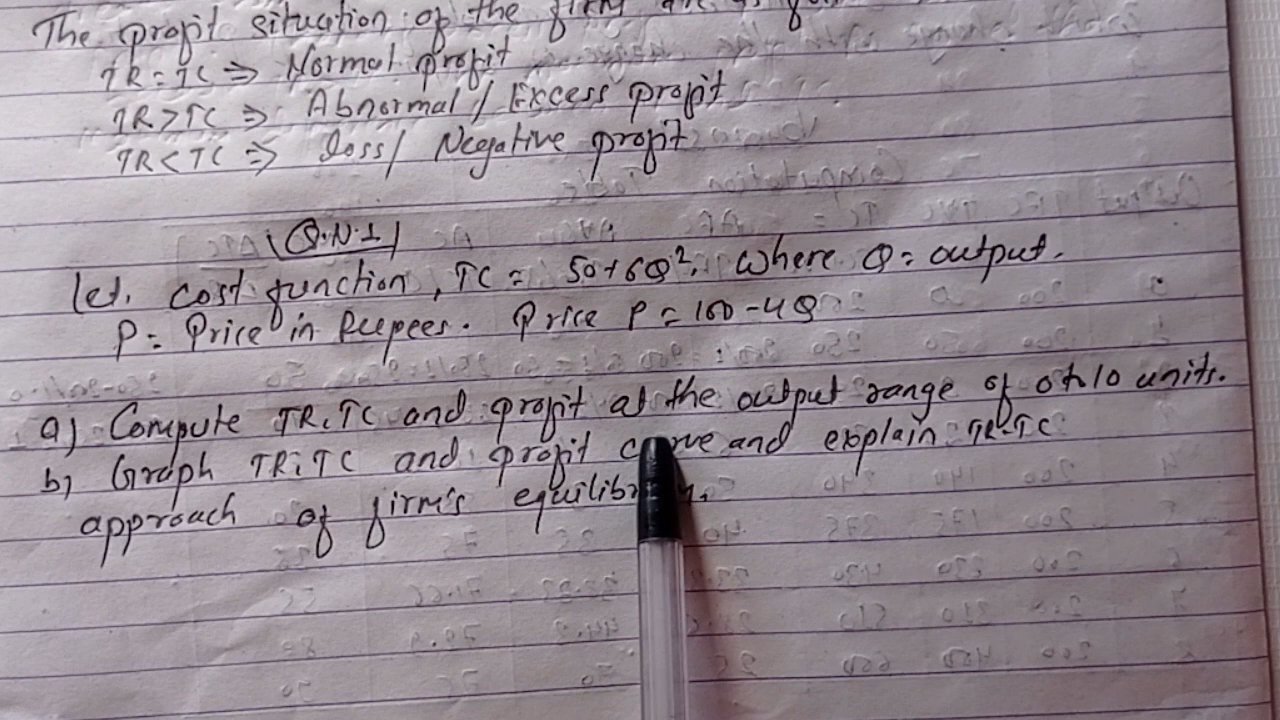 The profit situation of the firm are as
TR = TC ⇒ Normal profit
TR > TC ⇒ Abnormal / Excess profit
TR < TC ⇒ loss / Negative profit
(Q.N.1)
let. cost function, TC = 50+6Q². where Q = output.
P = Price in Rupees. Price P = 100-4Q
a) Compute TR, TC and profit at the output range of 0 to 10 units.
b) Graph TR, TC and profit curve and explain TR-TC
approach of firm's